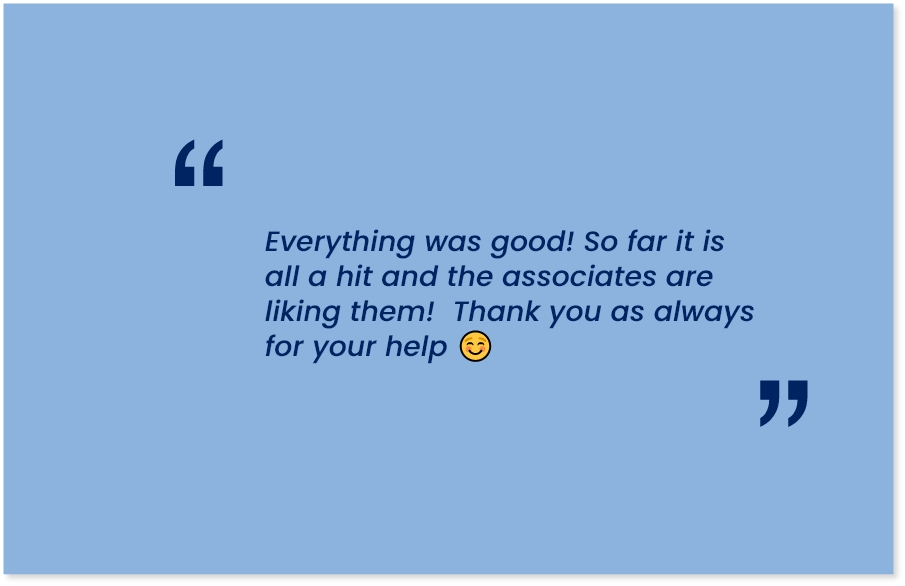 “
Everything was good! So far it is
all a hit and the associates are
liking them!  Thank you as always
for your help 😊
”